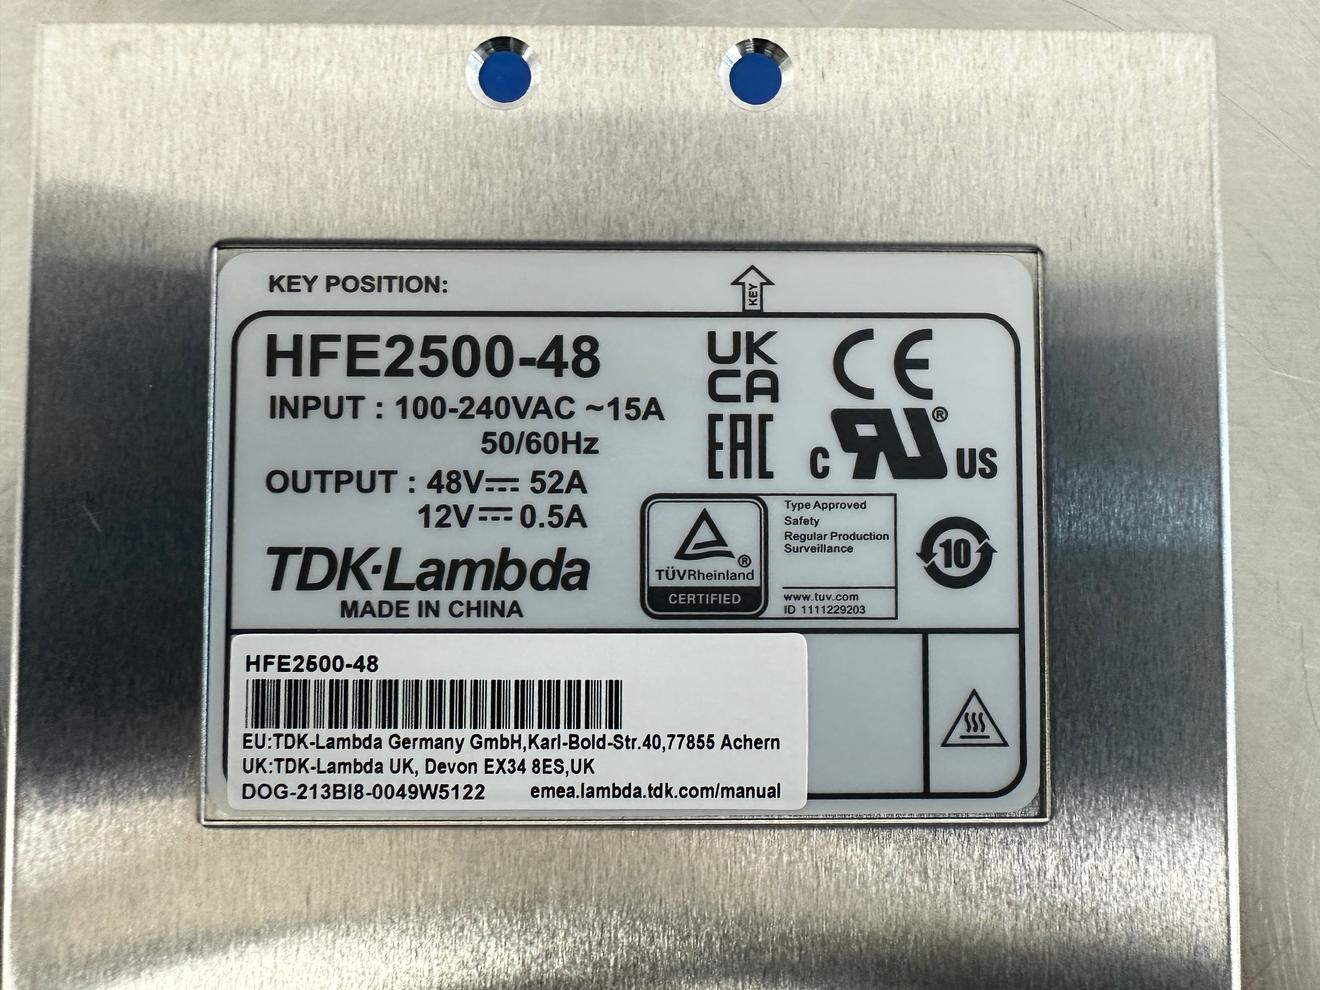 KEY POSITION:
KEY
HFE2500-48
INPUT : 100-240VAC ~15A
50/60Hz
OUTPUT : 48V⎓ 52A
12V⎓ 0.5A
TDK·Lambda
MADE IN CHINA
UK
CA
CE
EAC
C RU® US
TÜVRheinland®
CERTIFIED
Type Approved
Safety
Regular Production
Surveillance
www.tuv.com
ID 1111229203
10
HFE2500-48
EU:TDK-Lambda Germany GmbH,Karl-Bold-Str.40,77855 Achern
UK:TDK-Lambda UK, Devon EX34 8ES,UK
DOG-213BI8-0049W5122 emea.lambda.tdk.com/manual